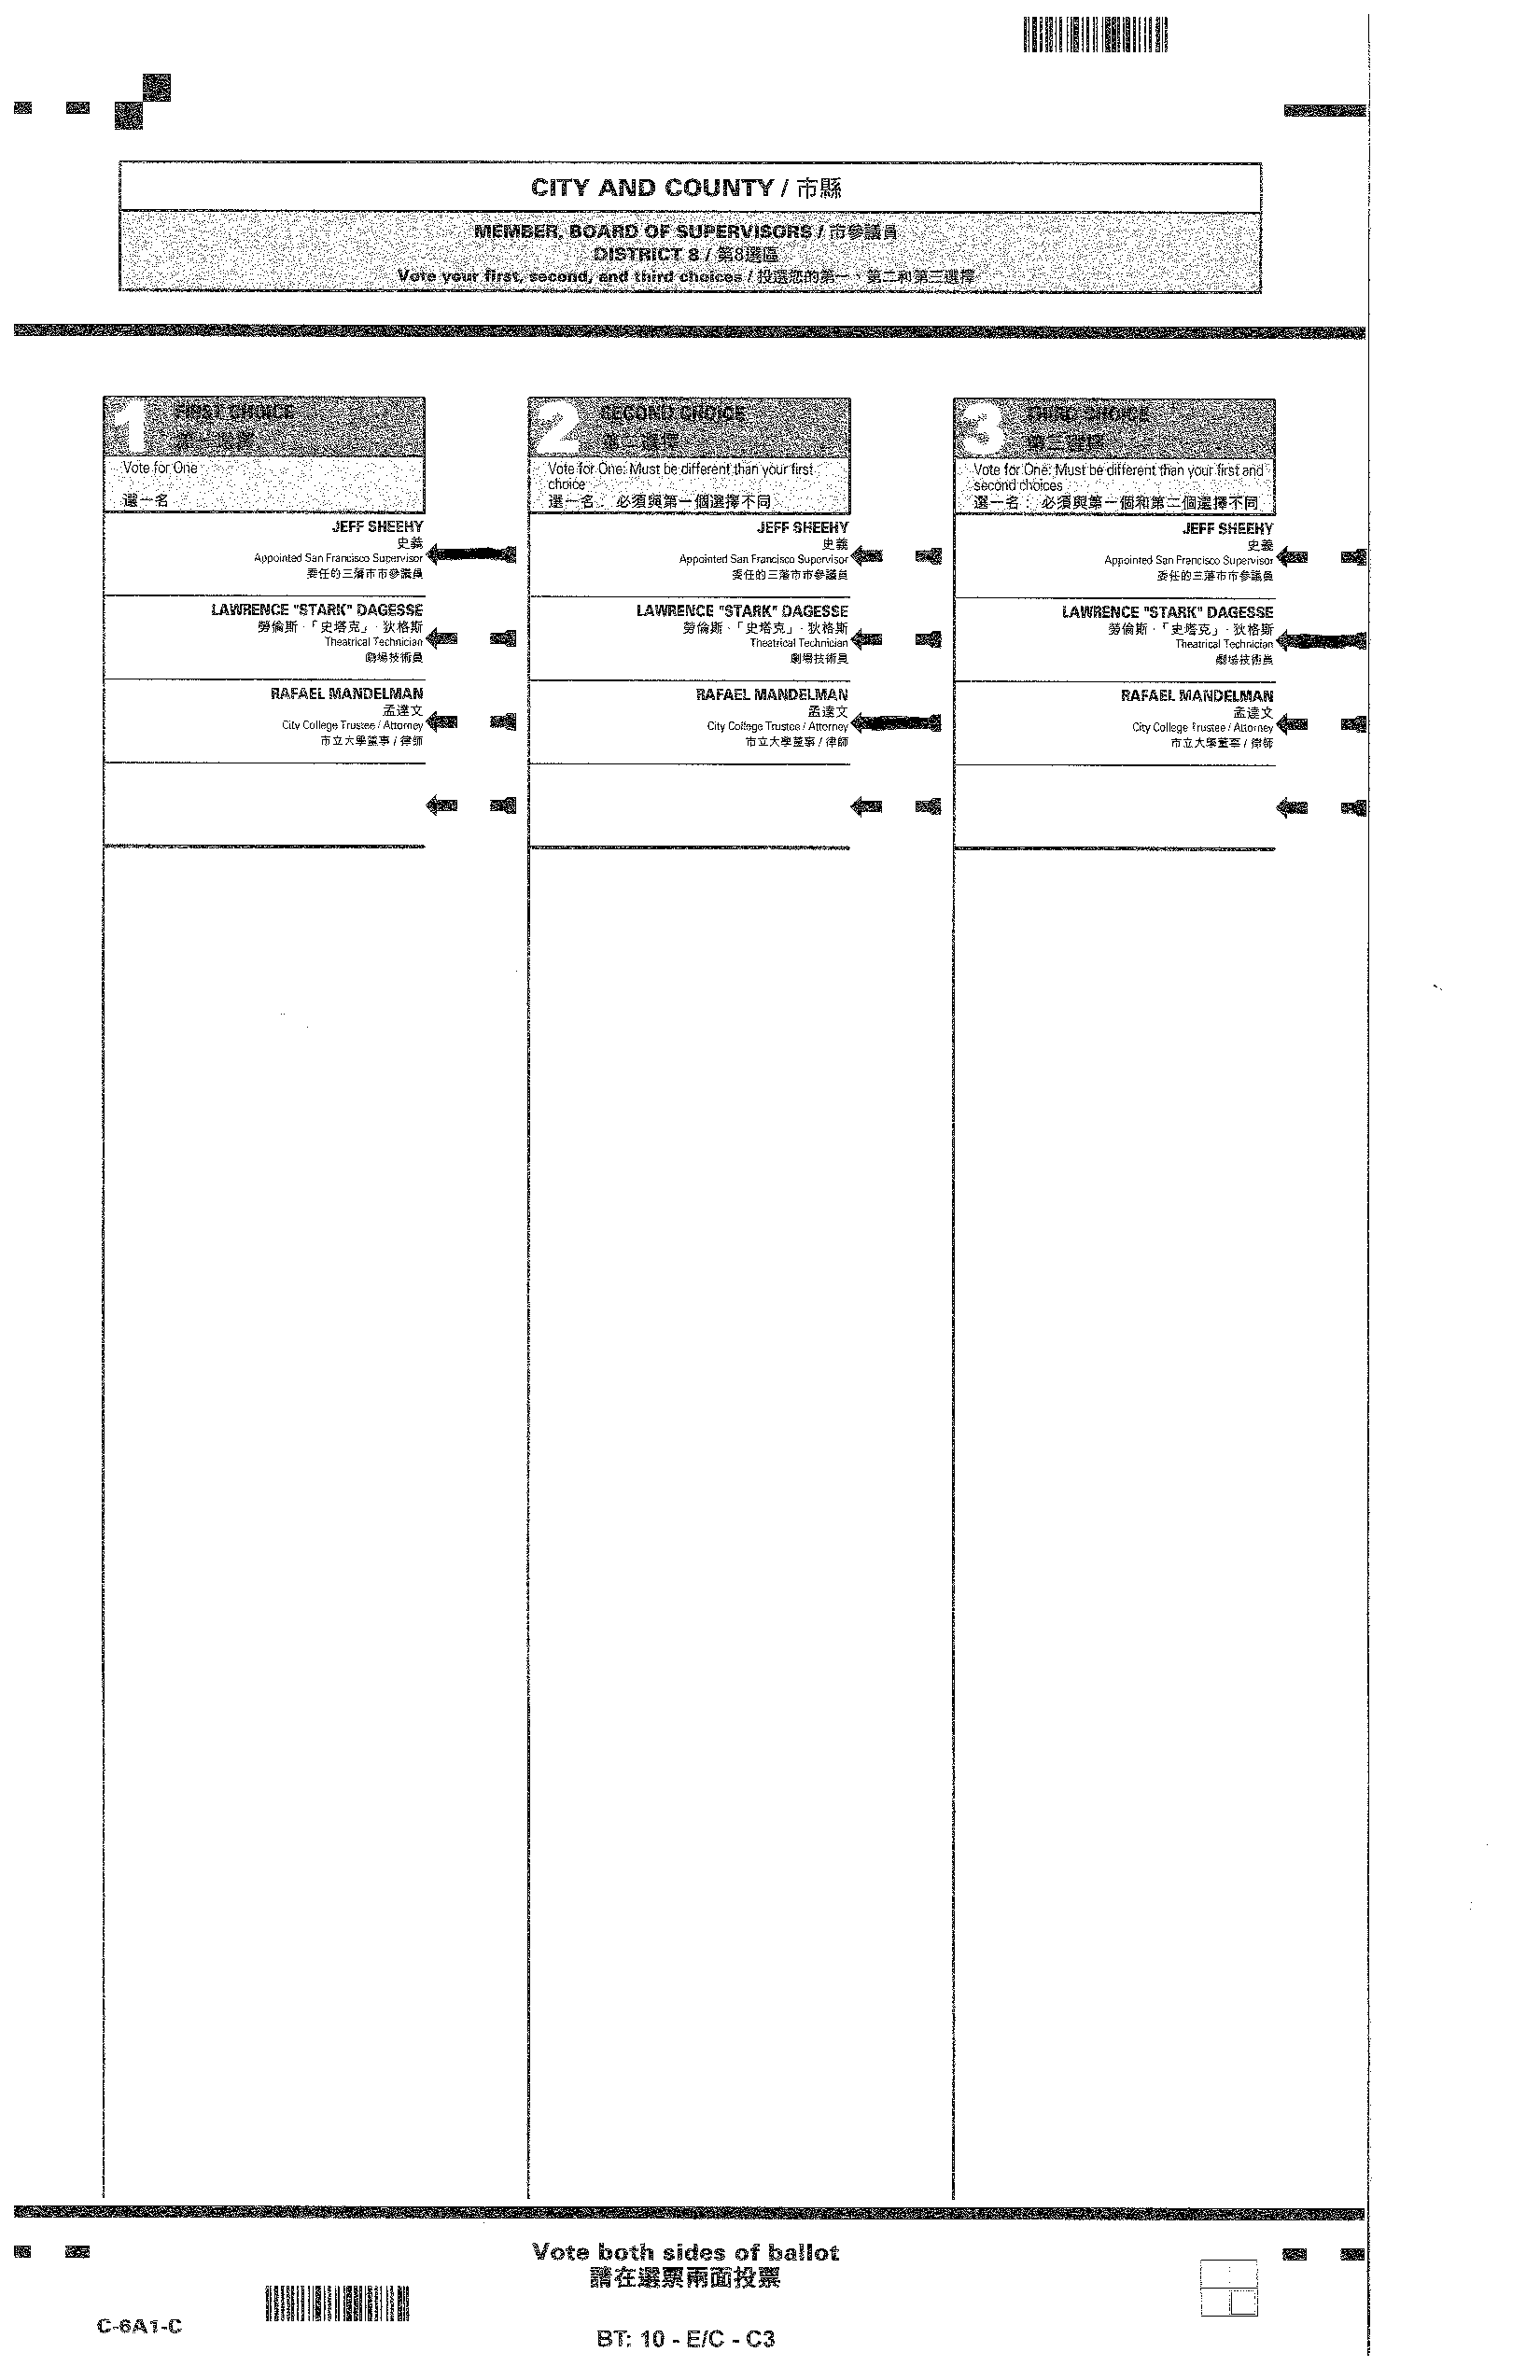 CITY AND COUNTY / 市縣
MEMBER, BOARD OF SUPERVISORS / 市參議員
DISTRICT 8 / 第8選區
Vote your first, second, and third choices / 投選您的第一、第二和第三選擇
1 FIRST CHOICE
第一選擇
Vote for One
選一名
JEFF SHEEHY
史義
Appointed San Francisco Supervisor
委任的三藩市市參議員
LAWRENCE "STARK" DAGESSE
勞倫斯·「史塔克」·狄格斯
Theatrical Technician
劇場技術員
RAFAEL MANDELMAN
孟達文
City College Trustee / Attorney
市立大學董事 / 律師
2 SECOND CHOICE
第二選擇
Vote for One: Must be different than your first
choice
選一名： 必須與第一個選擇不同
JEFF SHEEHY
史義
Appointed San Francisco Supervisor
委任的三藩市市參議員
LAWRENCE "STARK" DAGESSE
勞倫斯·「史塔克」·狄格斯
Theatrical Technician
劇場技術員
RAFAEL MANDELMAN
孟達文
City College Trustee / Attorney
市立大學董事 / 律師
3 THIRD CHOICE
第三選擇
Vote for One: Must be different than your first and
second choices
選一名： 必須與第一個和第二個選擇不同
JEFF SHEEHY
史義
Appointed San Francisco Supervisor
委任的三藩市市參議員
LAWRENCE "STARK" DAGESSE
勞倫斯·「史塔克」·狄格斯
Theatrical Technician
劇場技術員
RAFAEL MANDELMAN
孟達文
City College Trustee / Attorney
市立大學董事 / 律師
Vote both sides of ballot
請在選票兩面投票
C-6A1-C
BT: 10 - E/C - C3